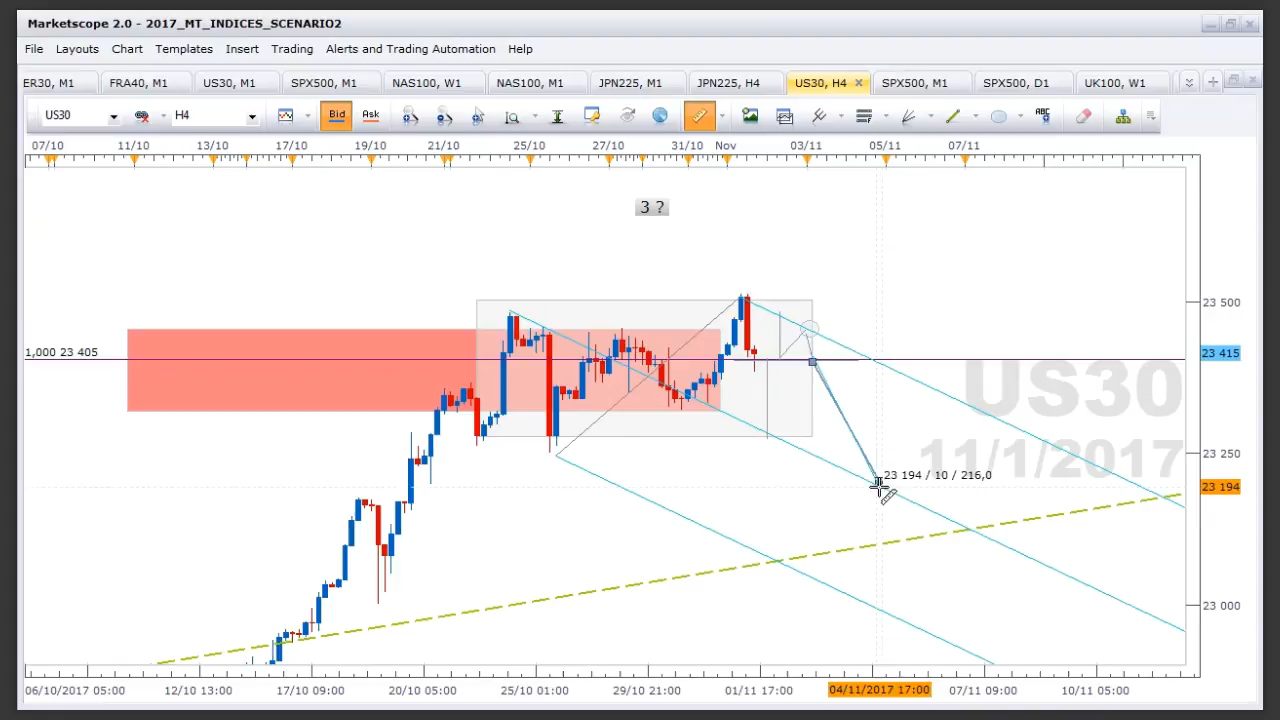 Marketscope 2.0 - 2017_MT_INDICES_SCENARIO2
File Layouts Chart Templates Insert Trading Alerts and Trading Automation Help
ER30, M1 FRA40, M1 US30, M1 SPX500, M1 NAS100, W1 NAS100, M1 JPN225, M1 JPN225, H4 US30, H4 SPX500, M1 SPX500, D1 UK100, W1
US30 H4 Bid Ask ABC
07/10 11/10 13/10 17/10 19/10 21/10 25/10 27/10 31/10 Nov 03/11 05/11 07/11
3 ?
23 500
1,000 23 405
23 415
US30
11/1/2017
23 250
23 194 / 10 / 216,0
23 194
23 000
06/10/2017 05:00 12/10 13:00 17/10 09:00 20/10 05:00 25/10 01:00 29/10 21:00 01/11 17:00 04/11/2017 17:00 07/11 09:00 10/11 05:00